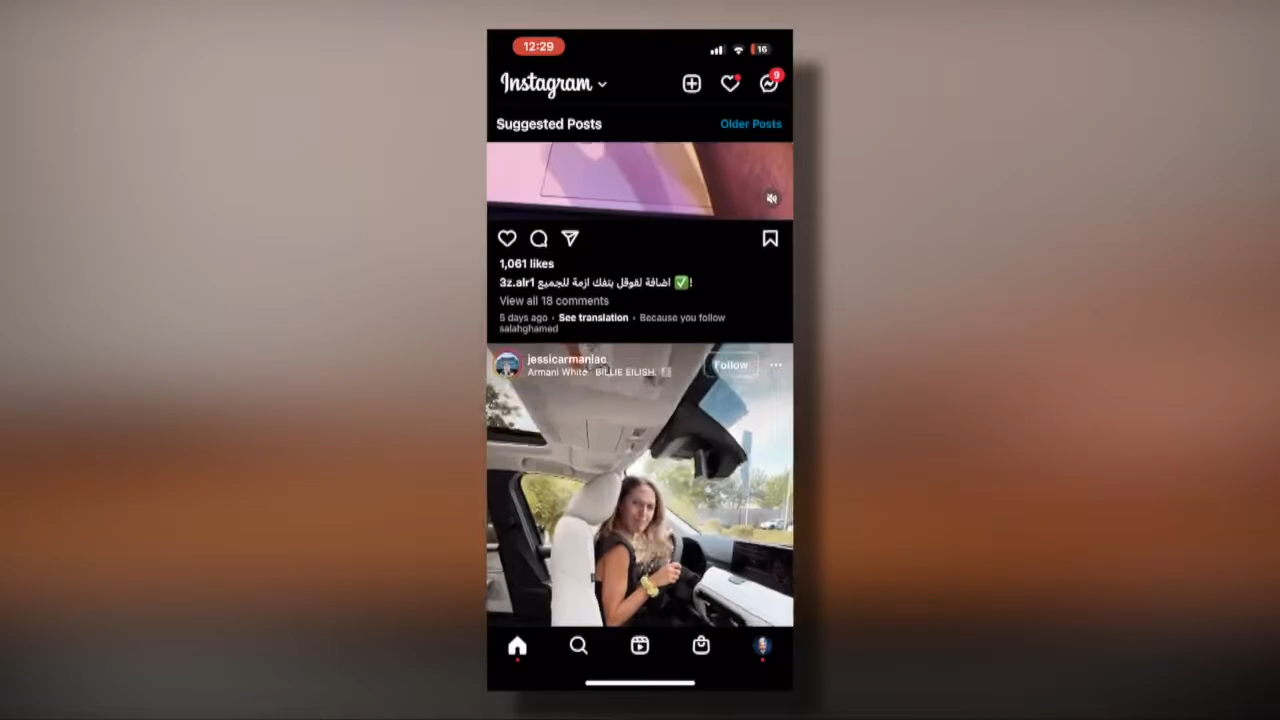 12:29
16
Instagram
9
Suggested Posts
Older Posts
1,061 likes
3z.alr1 اضافة لقوقل بتفك ازمة للجميع ✅!
View all 18 comments
5 days ago · See translation · Because you follow
salahghamed
jessicarmaniac
Armani White · BILLIE EILISH. E
Follow